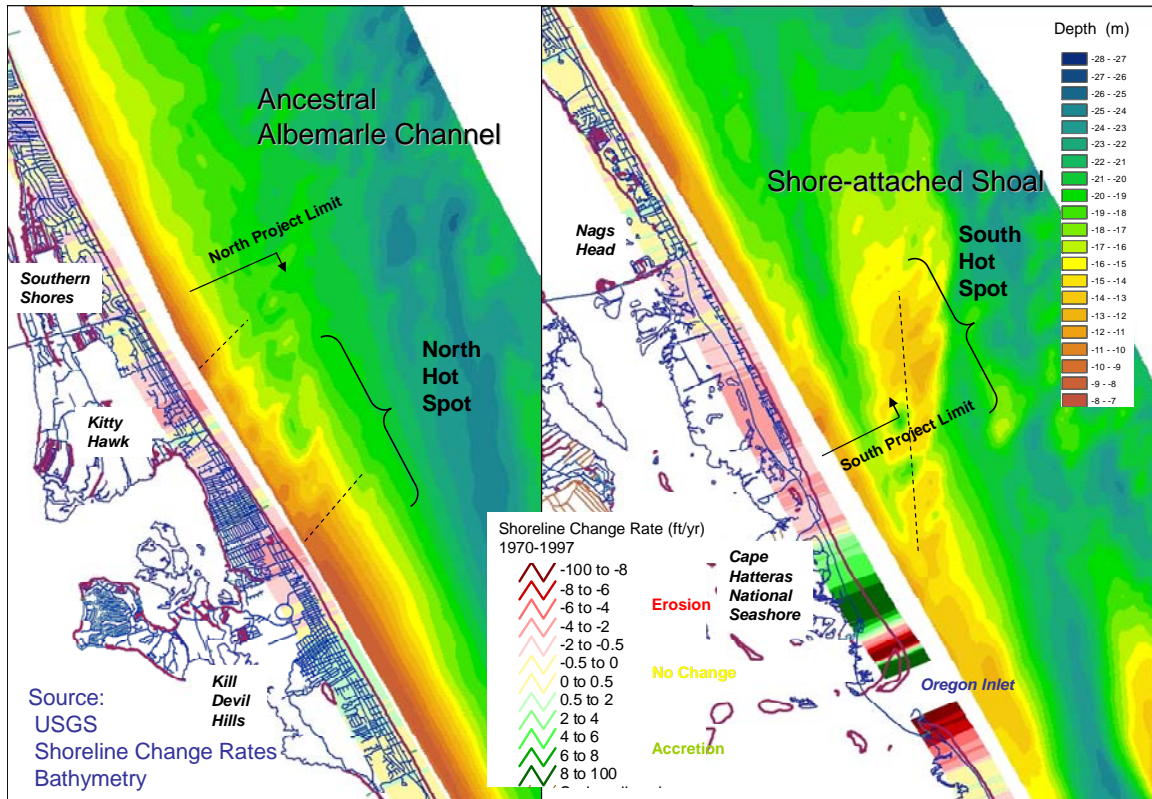 Ancestral
Albemarle Channel
North Project Limit
Southern
Shores
North
Hot
Spot
Kitty
Hawk
Kill
Devil
Hills
Source:
USGS
Shoreline Change Rates
Bathymetry
Shore-attached Shoal
Nags
Head
South
Hot
Spot
South Project Limit
Cape
Hatteras
National
Seashore
Oregon Inlet
Shoreline Change Rate (ft/yr)
1970-1997
-100 to -8
-8 to -6
-6 to -4
-4 to -2
-2 to -0.5
-0.5 to 0
0 to 0.5
0.5 to 2
2 to 4
4 to 6
6 to 8
8 to 100
Erosion
No Change
Accretion
Depth (m)
-28 - -27
-27 - -26
-26 - -25
-25 - -24
-24 - -23
-23 - -22
-22 - -21
-21 - -20
-20 - -19
-19 - -18
-18 - -17
-17 - -16
-16 - -15
-15 - -14
-14 - -13
-13 - -12
-12 - -11
-11 - -10
-10 - -9
-9 - -8
-8 - -7